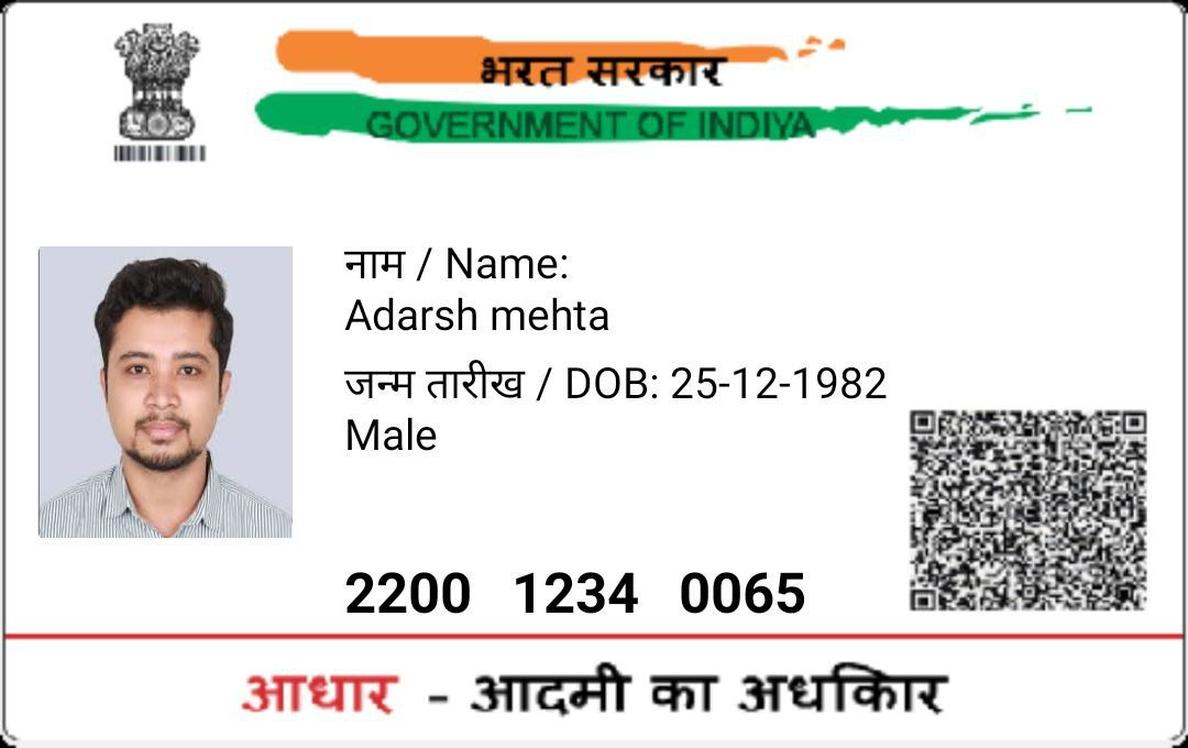 भरत सरकार
GOVERNMENT OF INDIYA
नाम / Name:
Adarsh mehta
जन्म तारीख / DOB: 25-12-1982
Male
2200 1234 0065
आधार - आदमी का अधकिार